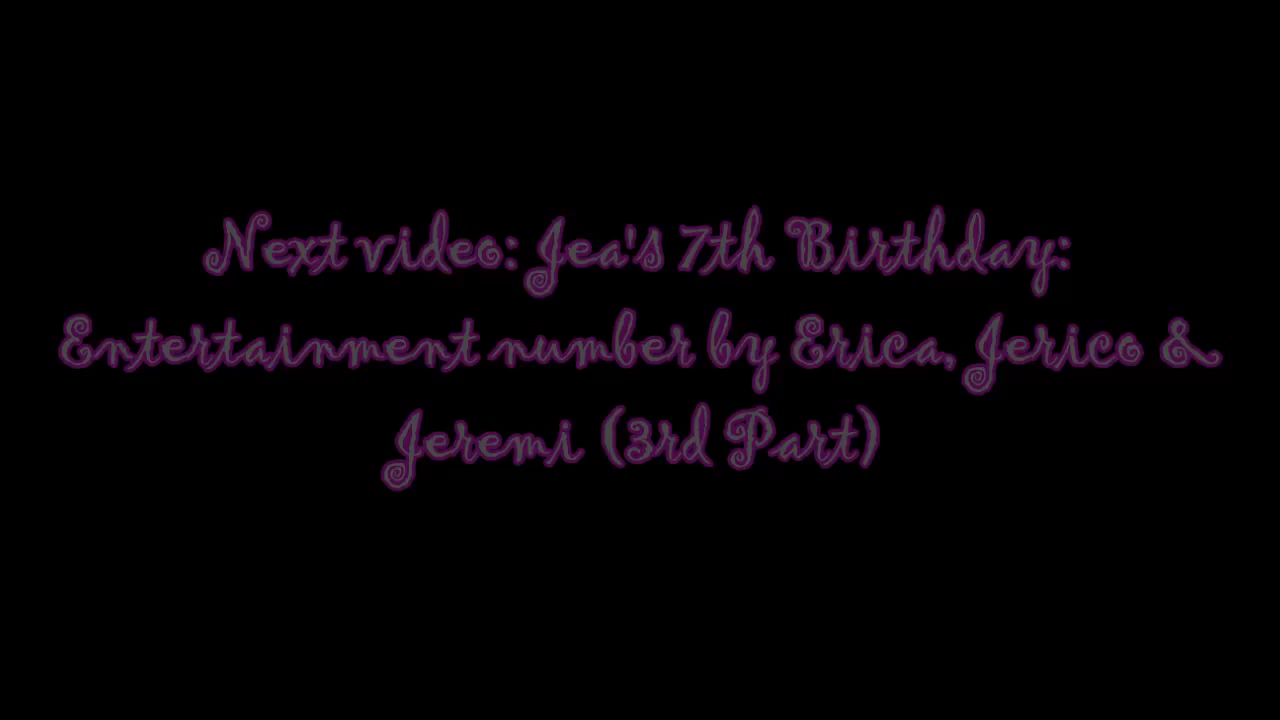 Next video: Jea's 7th Birthday:
Entertainment number by Erica, Jerico &
Jeremi (3rd Part)